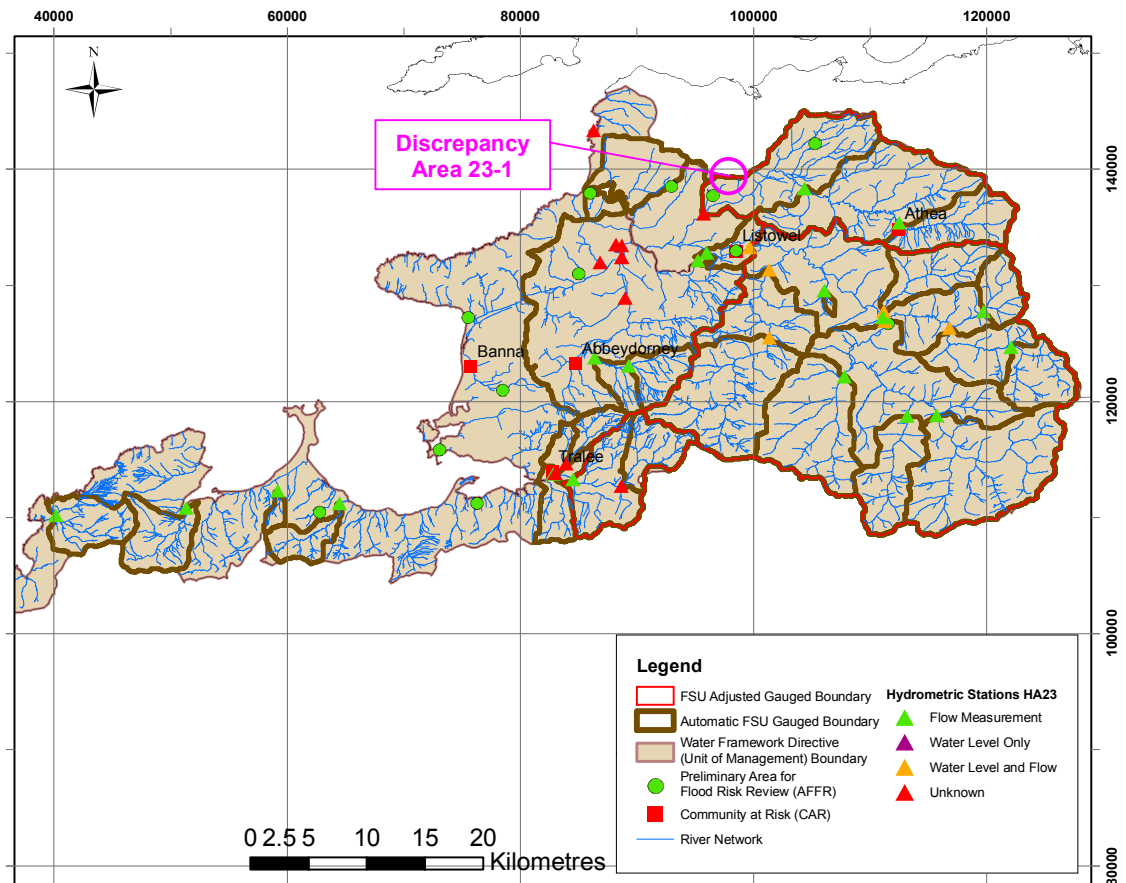 40000 60000 80000 100000 120000
N
140000
120000
100000
80000
Discrepancy
Area 23-1
Athea
Listowel
Banna
Abbeydorney
Tralee
Legend
FSU Adjusted Gauged Boundary
Automatic FSU Gauged Boundary
Water Framework Directive
(Unit of Management) Boundary
Preliminary Area for
Flood Risk Review (AFFR)
Community at Risk (CAR)
River Network
Hydrometric Stations HA23
Flow Measurement
Water Level Only
Water Level and Flow
Unknown
0 2.5 5 10 15 20
Kilometres